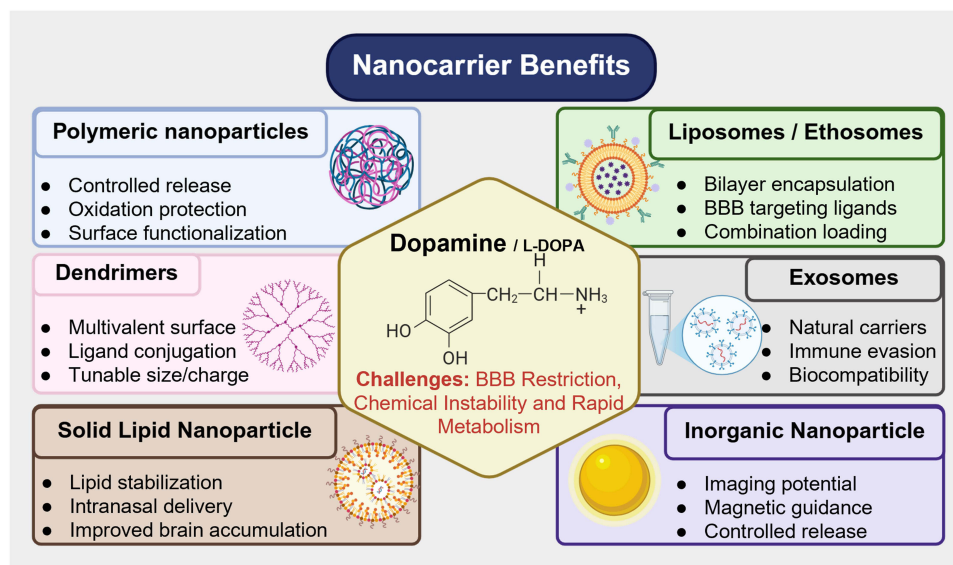 Nanocarrier Benefits
Polymeric nanoparticles
● Controlled release
● Oxidation protection
● Surface functionalization
Liposomes / Ethosomes
● Bilayer encapsulation
● BBB targeting ligands
● Combination loading
Dendrimers
● Multivalent surface
● Ligand conjugation
● Tunable size/charge
Dopamine / L-DOPA
H
CH₂—CH—NH₃
+
HO
OH
Challenges: BBB Restriction,
Chemical Instability and Rapid
Metabolism
Exosomes
● Natural carriers
● Immune evasion
● Biocompatibility
Solid Lipid Nanoparticle
● Lipid stabilization
● Intranasal delivery
● Improved brain accumulation
Inorganic Nanoparticle
● Imaging potential
● Magnetic guidance
● Controlled release